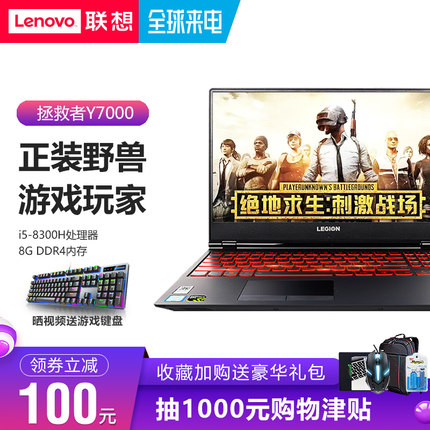 Lenovo 联想 全球来电
拯救者Y7000
正装野兽
游戏玩家
i5-8300H处理器
8G DDR4内存
PLAYERUNKNOWN'S BATTLEGROUNDS
绝地求生:刺激战场
LEGION
晒视频送游戏键盘
领券立减
100元
收藏加购送豪华礼包
抽1000元购物津贴